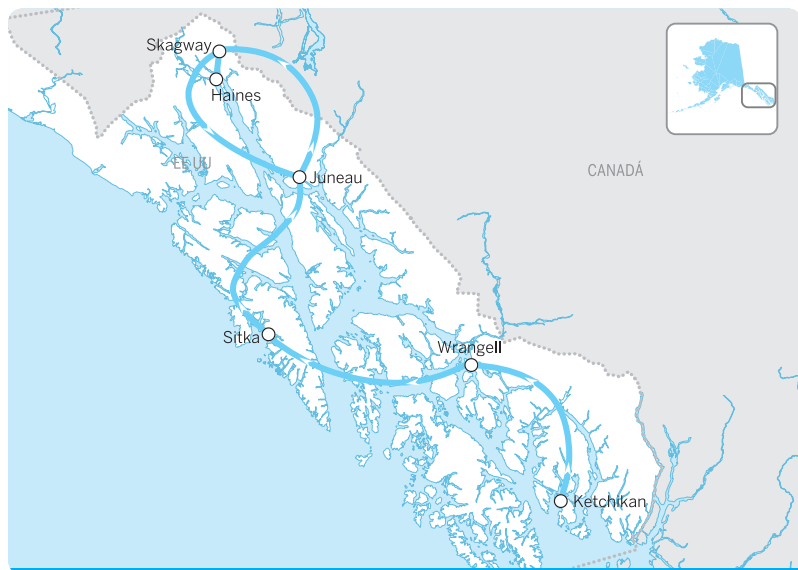 Skagway
Haines
EE UU
CANADÁ
Juneau
Sitka
Wrangell
Ketchikan